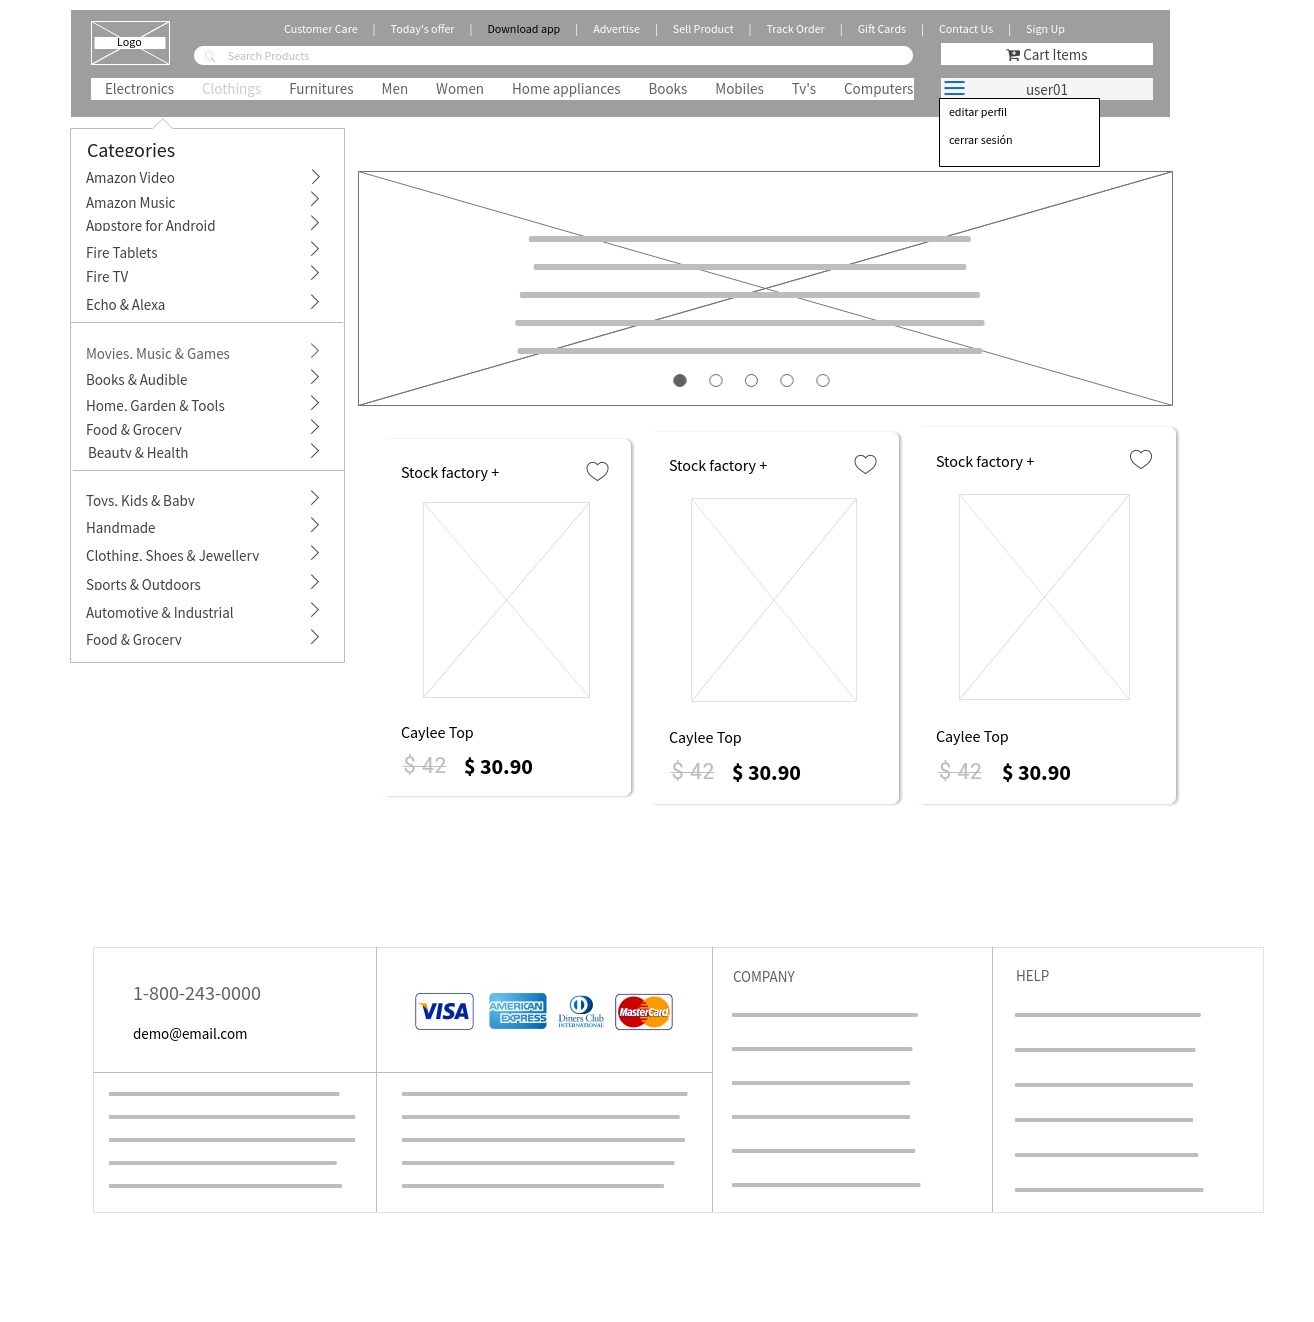 Logo
Customer Care | Today's offer | Download app | Advertise | Sell Product | Track Order | Gift Cards | Contact Us | Sign Up
Search Products
Cart Items
Electronics Clothings Furnitures Men Women Home appliances Books Mobiles Tv's Computers
user01
editar perfil
cerrar sesión
Categories
Amazon Video
Amazon Music
Appstore for Android
Fire Tablets
Fire TV
Echo & Alexa
Movies, Music & Games
Books & Audible
Home, Garden & Tools
Food & Grocery
Beauty & Health
Toys, Kids & Baby
Handmade
Clothing, Shoes & Jewellery
Sports & Outdoors
Automotive & Industrial
Food & Grocery
Stock factory +
Caylee Top
$ 42 $ 30.90
Stock factory +
Caylee Top
$ 42 $ 30.90
Stock factory +
Caylee Top
$ 42 $ 30.90
1-800-243-0000
demo@email.com
VISA
AMERICAN EXPRESS
Diners Club
INTERNATIONAL
MasterCard
COMPANY
HELP